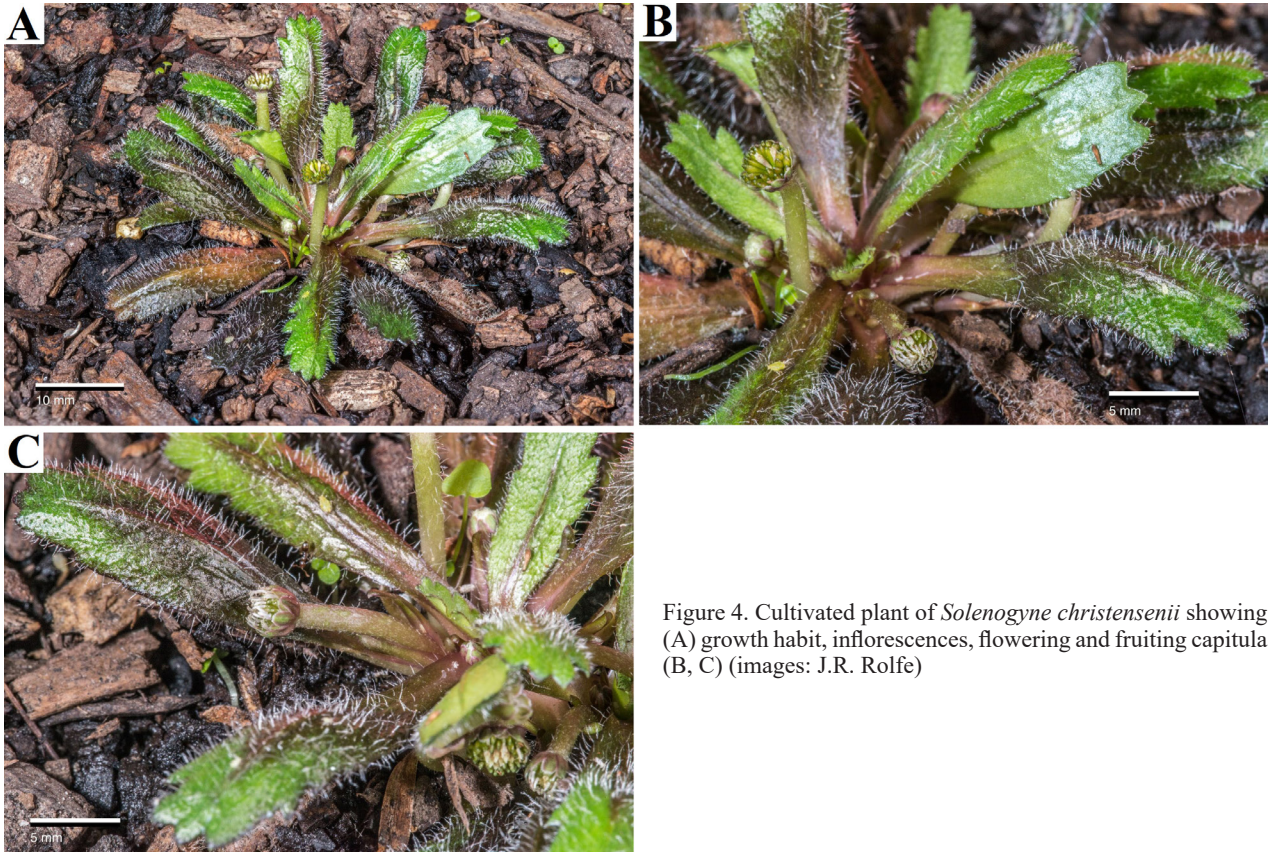 A
10 mm
B
5 mm
C
5 mm
Figure 4. Cultivated plant of Solenogyne christensenii showing
(A) growth habit, inflorescences, flowering and fruiting capitula
(B, C) (images: J.R. Rolfe)